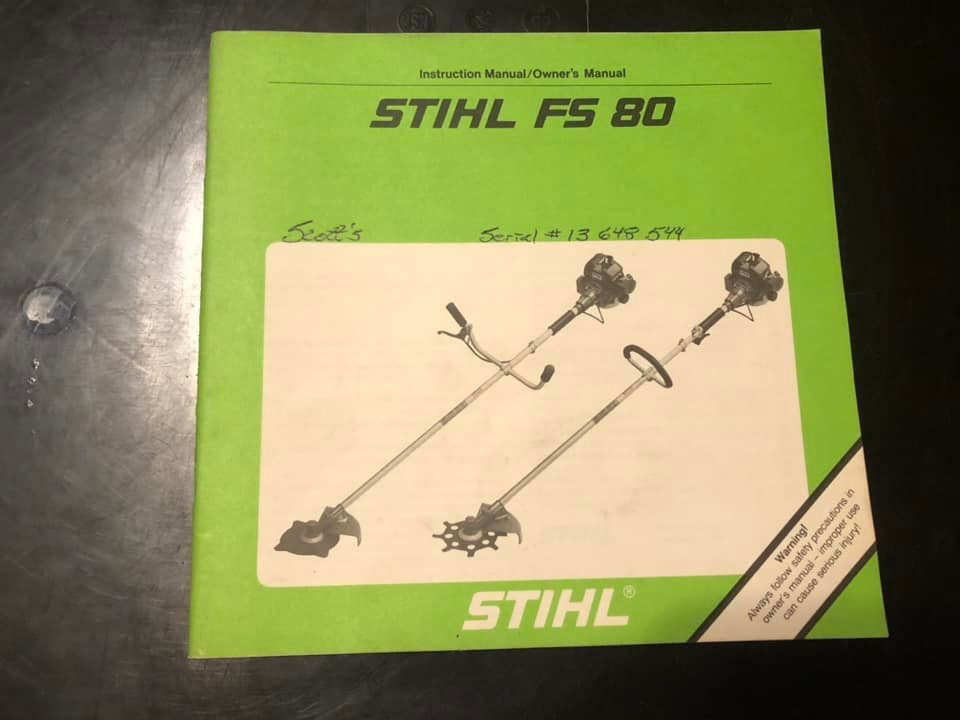 Instruction Manual/Owner's Manual
STIHL FS 80
Scott's Serial # 13 648 544
Warning!
Always follow safety precautions in
owner's manual – improper use
can cause serious injury!
STIHL®